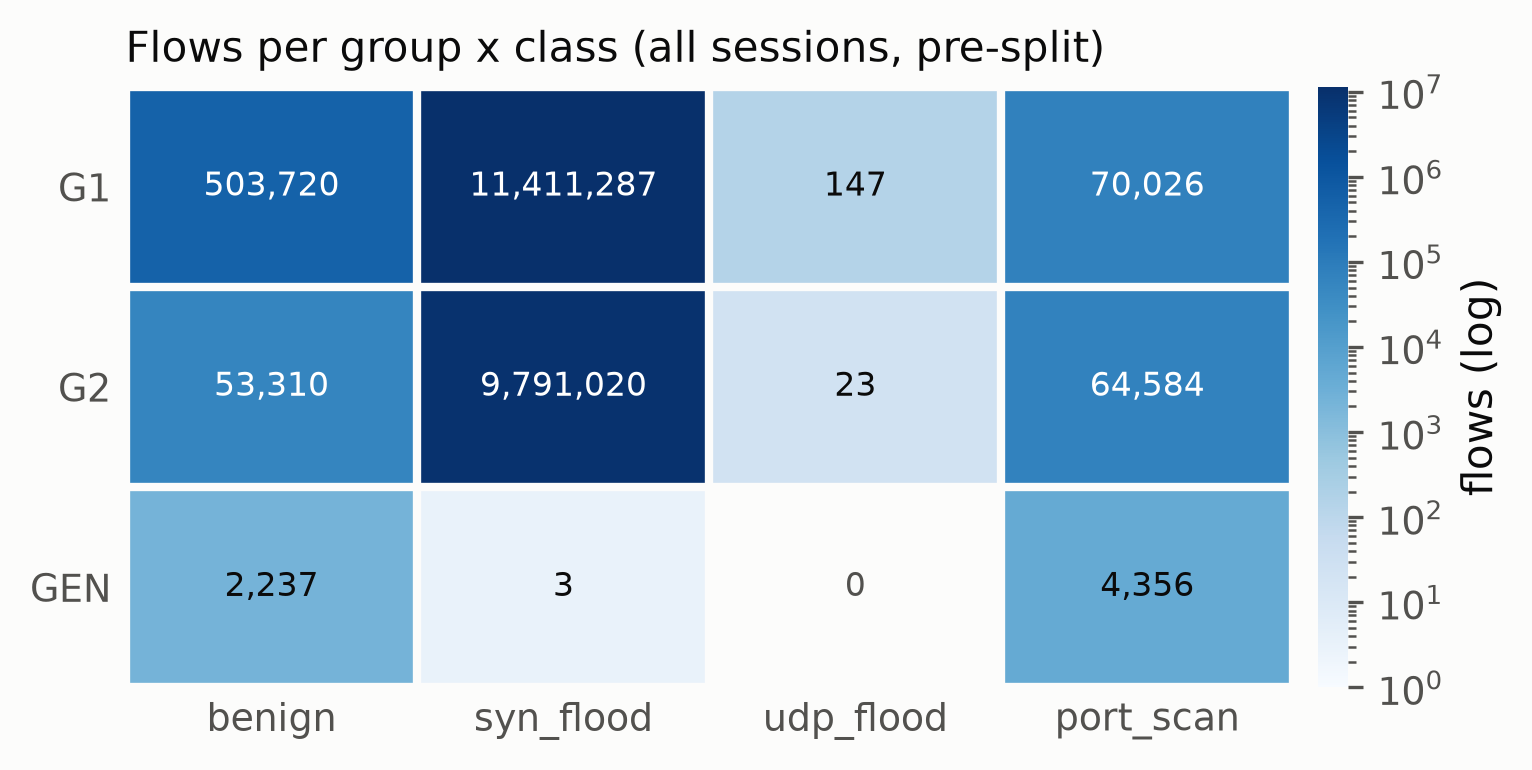 Flows per group x class (all sessions, pre-split)
G1 503,720 11,411,287 147 70,026
G2 53,310 9,791,020 23 64,584
GEN 2,237 3 0 4,356
benign syn_flood udp_flood port_scan
10⁷
10⁶
10⁵
10⁴
10³
10²
10¹
10⁰
flows (log)